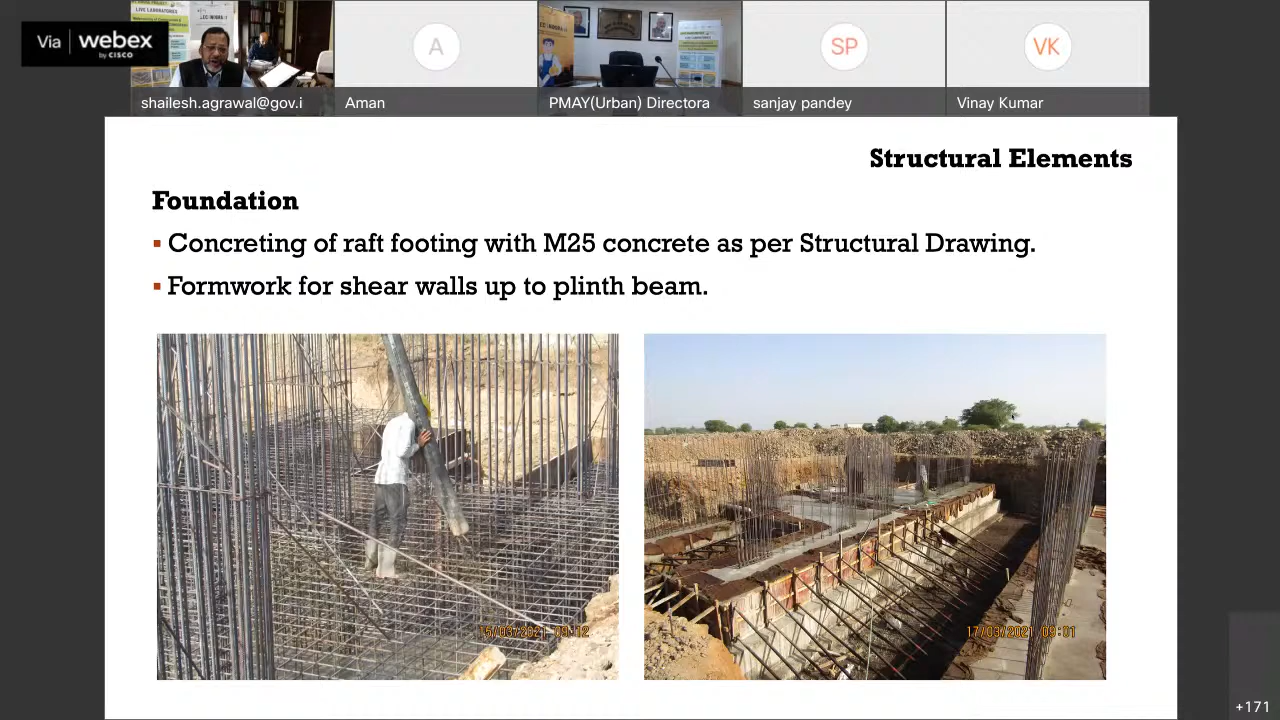 Via webex
by CISCO
LIVE LABORATORIES
shailesh.agrawal@gov.i
A
Aman
PMAY(Urban) Directora
SP
sanjay pandey
VK
Vinay Kumar
Structural Elements
Foundation
▪ Concreting of raft footing with M25 concrete as per Structural Drawing.
▪ Formwork for shear walls up to plinth beam.
15/03/2021 09:12
17/03/2021 09:01
+171